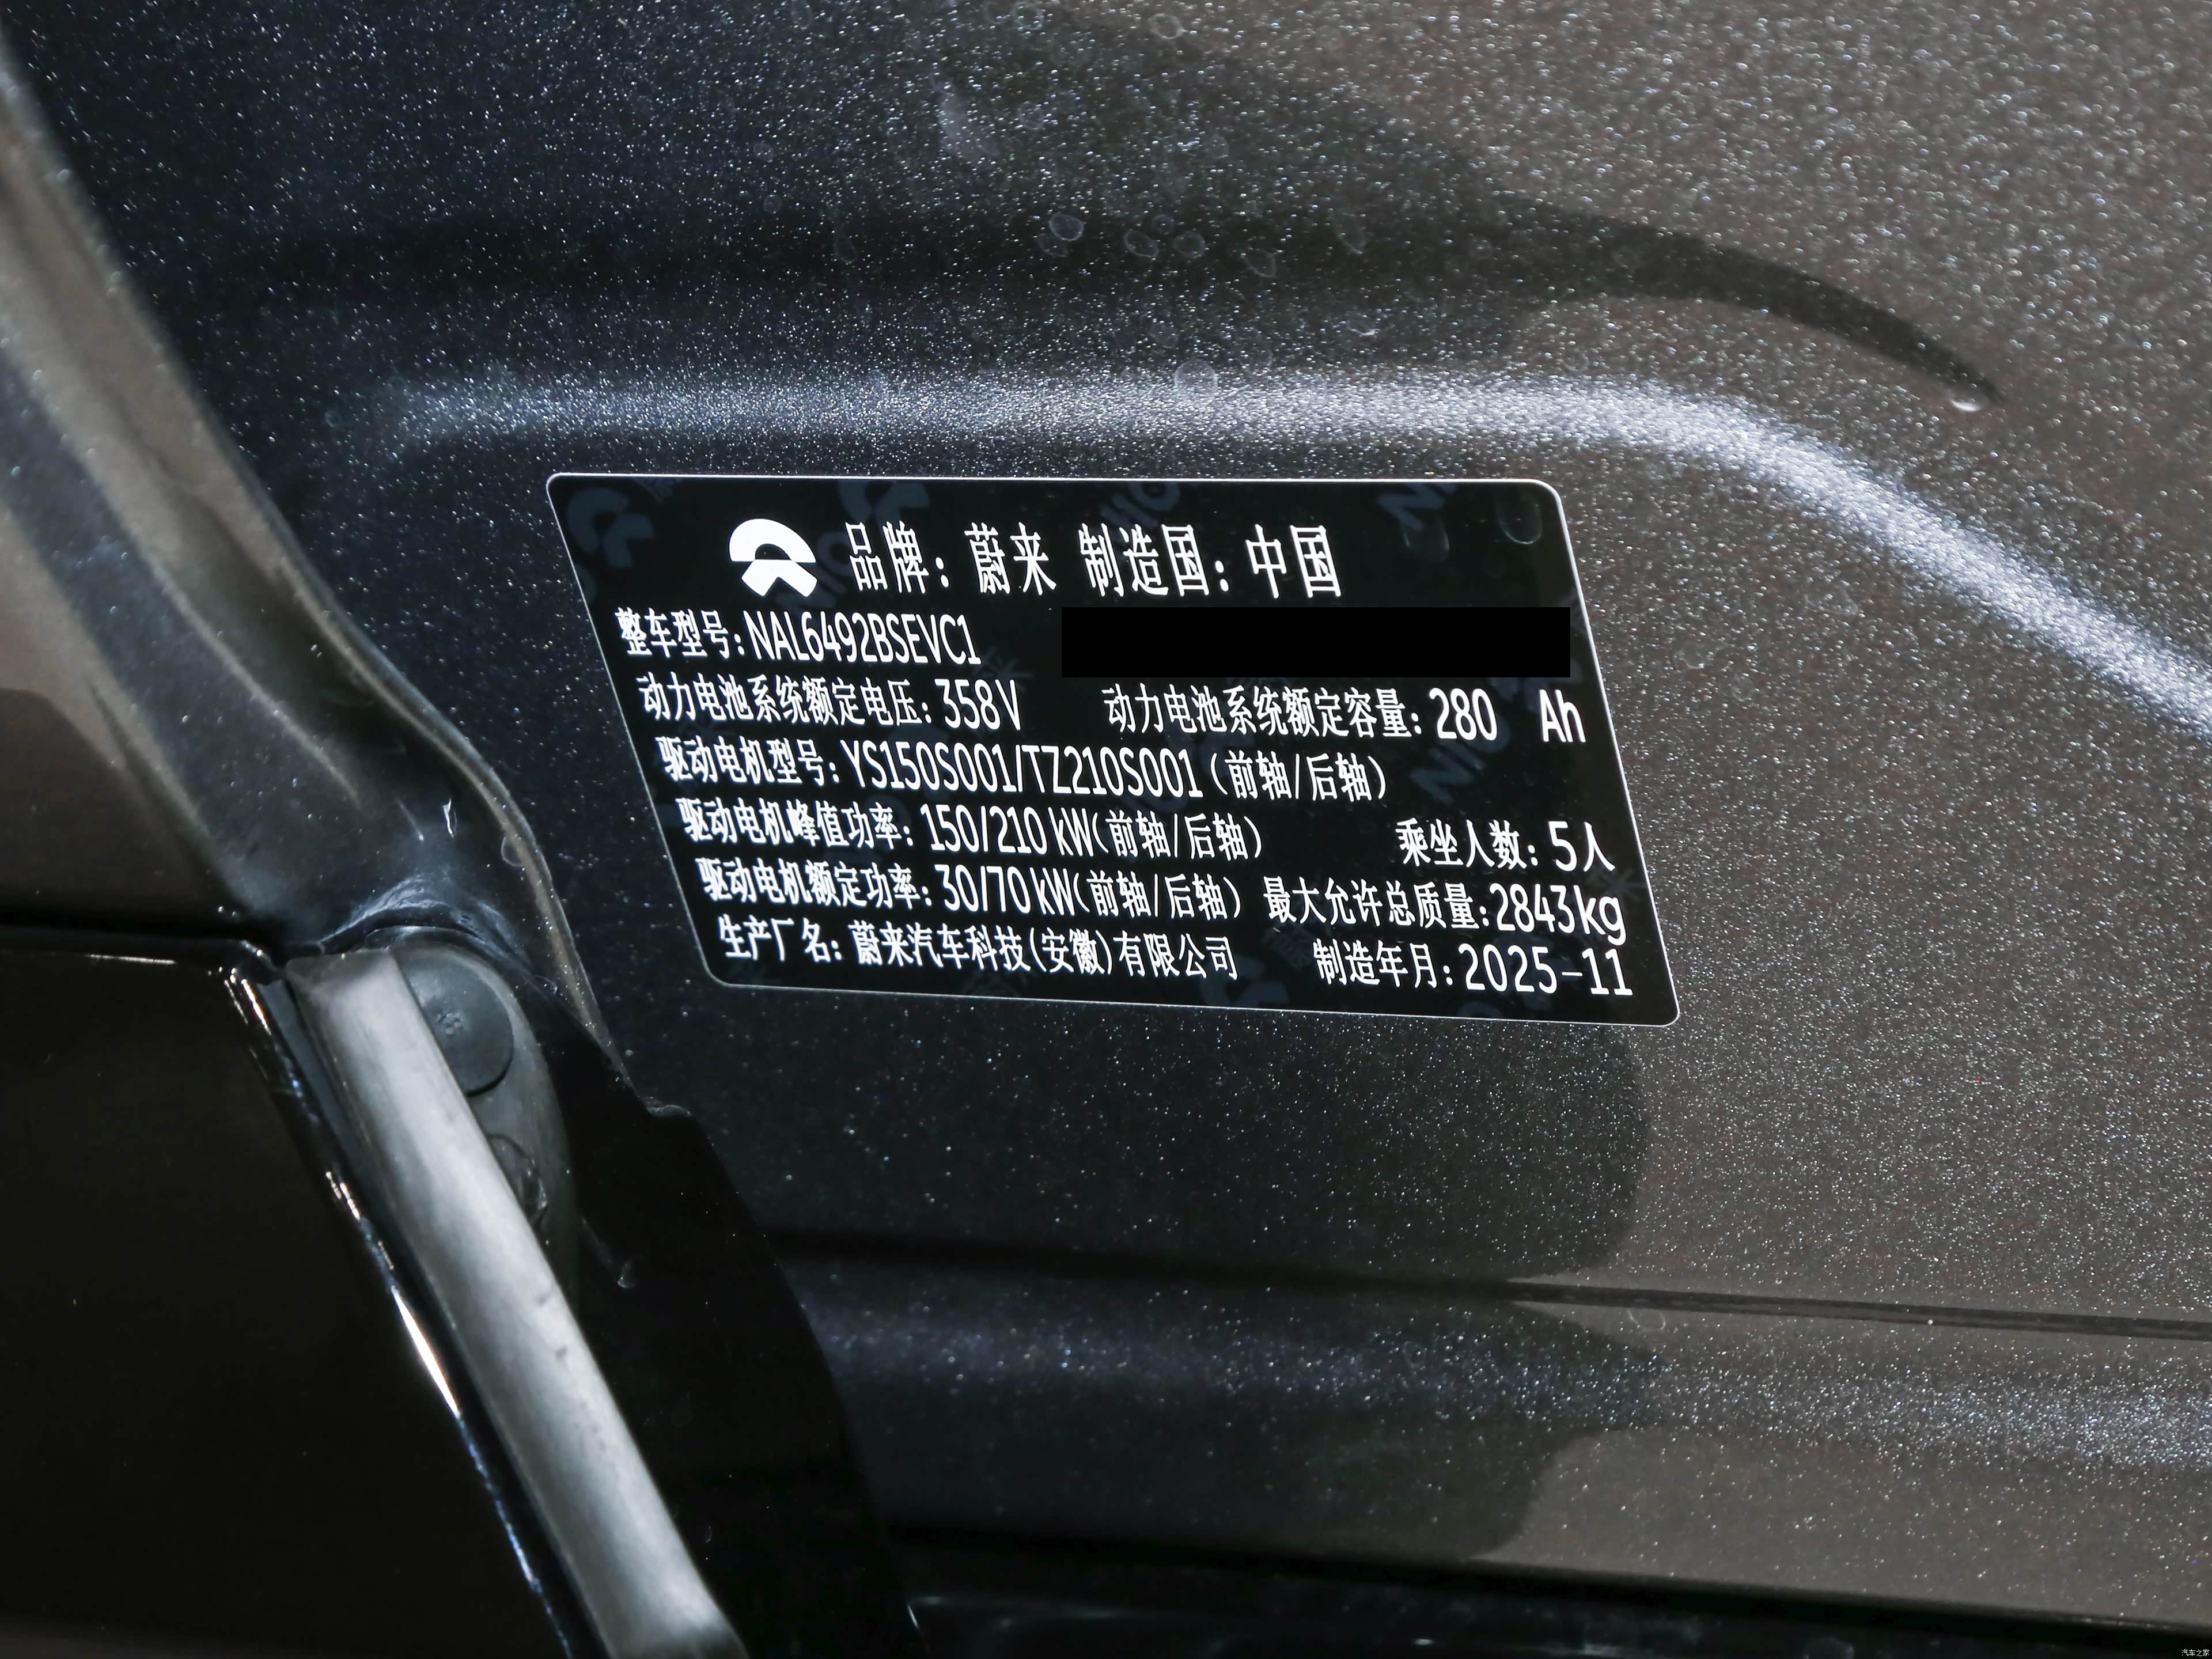 品牌：蔚来 制造国：中国
整车型号：NAL6492BSEVC1
动力电池系统额定电压：358V 动力电池系统额定容量：280 Ah
驱动电机型号：YS150S001/TZ210S001（前轴/后轴）
驱动电机峰值功率：150/210 kW（前轴/后轴） 乘坐人数：5人
驱动电机额定功率：30/70 kW（前轴/后轴） 最大允许总质量：2843kg
生产厂名：蔚来汽车科技（安徽）有限公司 制造年月：2025-11
汽车之家